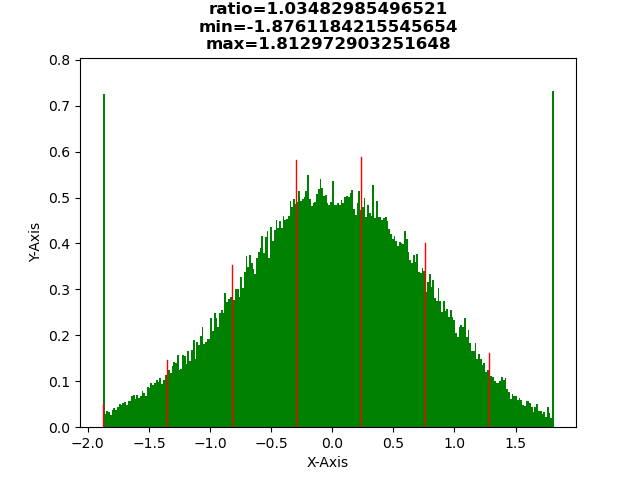 ratio=1.03482985496521
min=-1.8761184215545654
max=1.812972903251648
0.8
0.7
0.6
0.5
0.4
0.3
0.2
0.1
0.0
Y-Axis
−2.0 −1.5 −1.0 −0.5 0.0 0.5 1.0 1.5
X-Axis